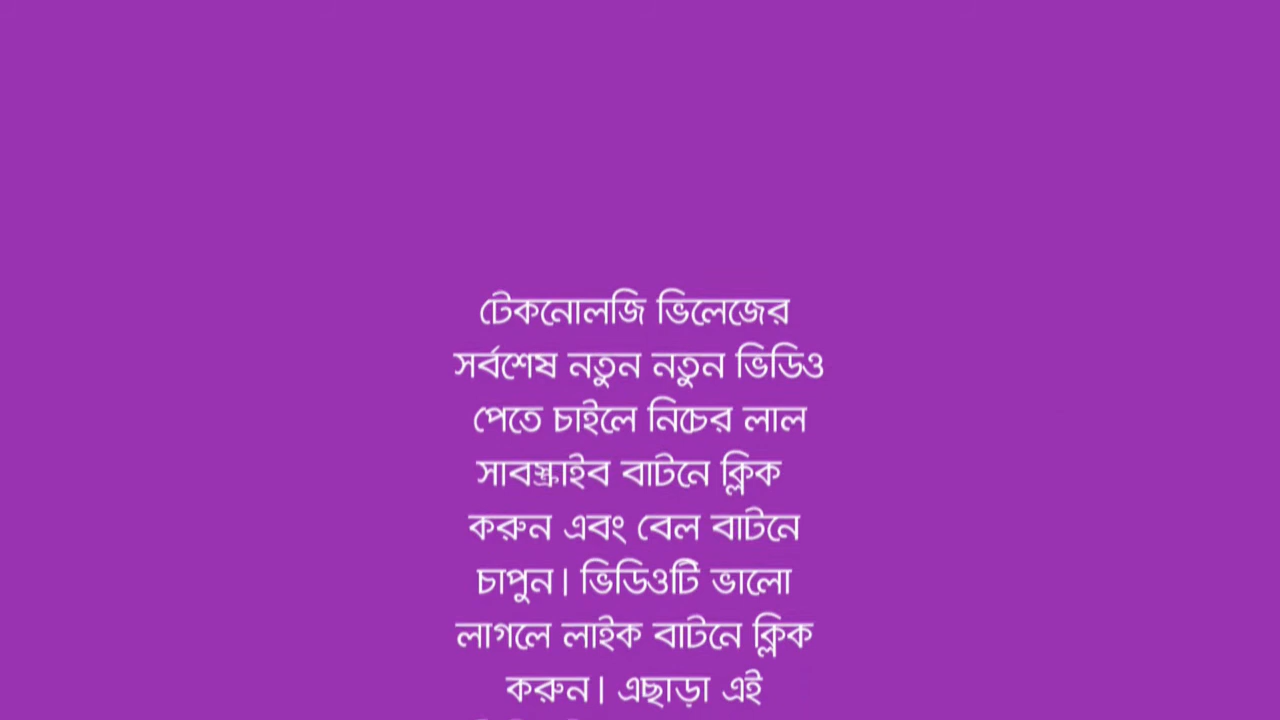 টেকনোলজি ভিলেজের
সর্বশেষ নতুন নতুন ভিডিও
পেতে চাইলে নিচের লাল
সাবস্ক্রাইব বাটনে ক্লিক
করুন এবং বেল বাটনে
চাপুন। ভিডিওটি ভালো
লাগলে লাইক বাটনে ক্লিক
করুন। এছাড়া এই